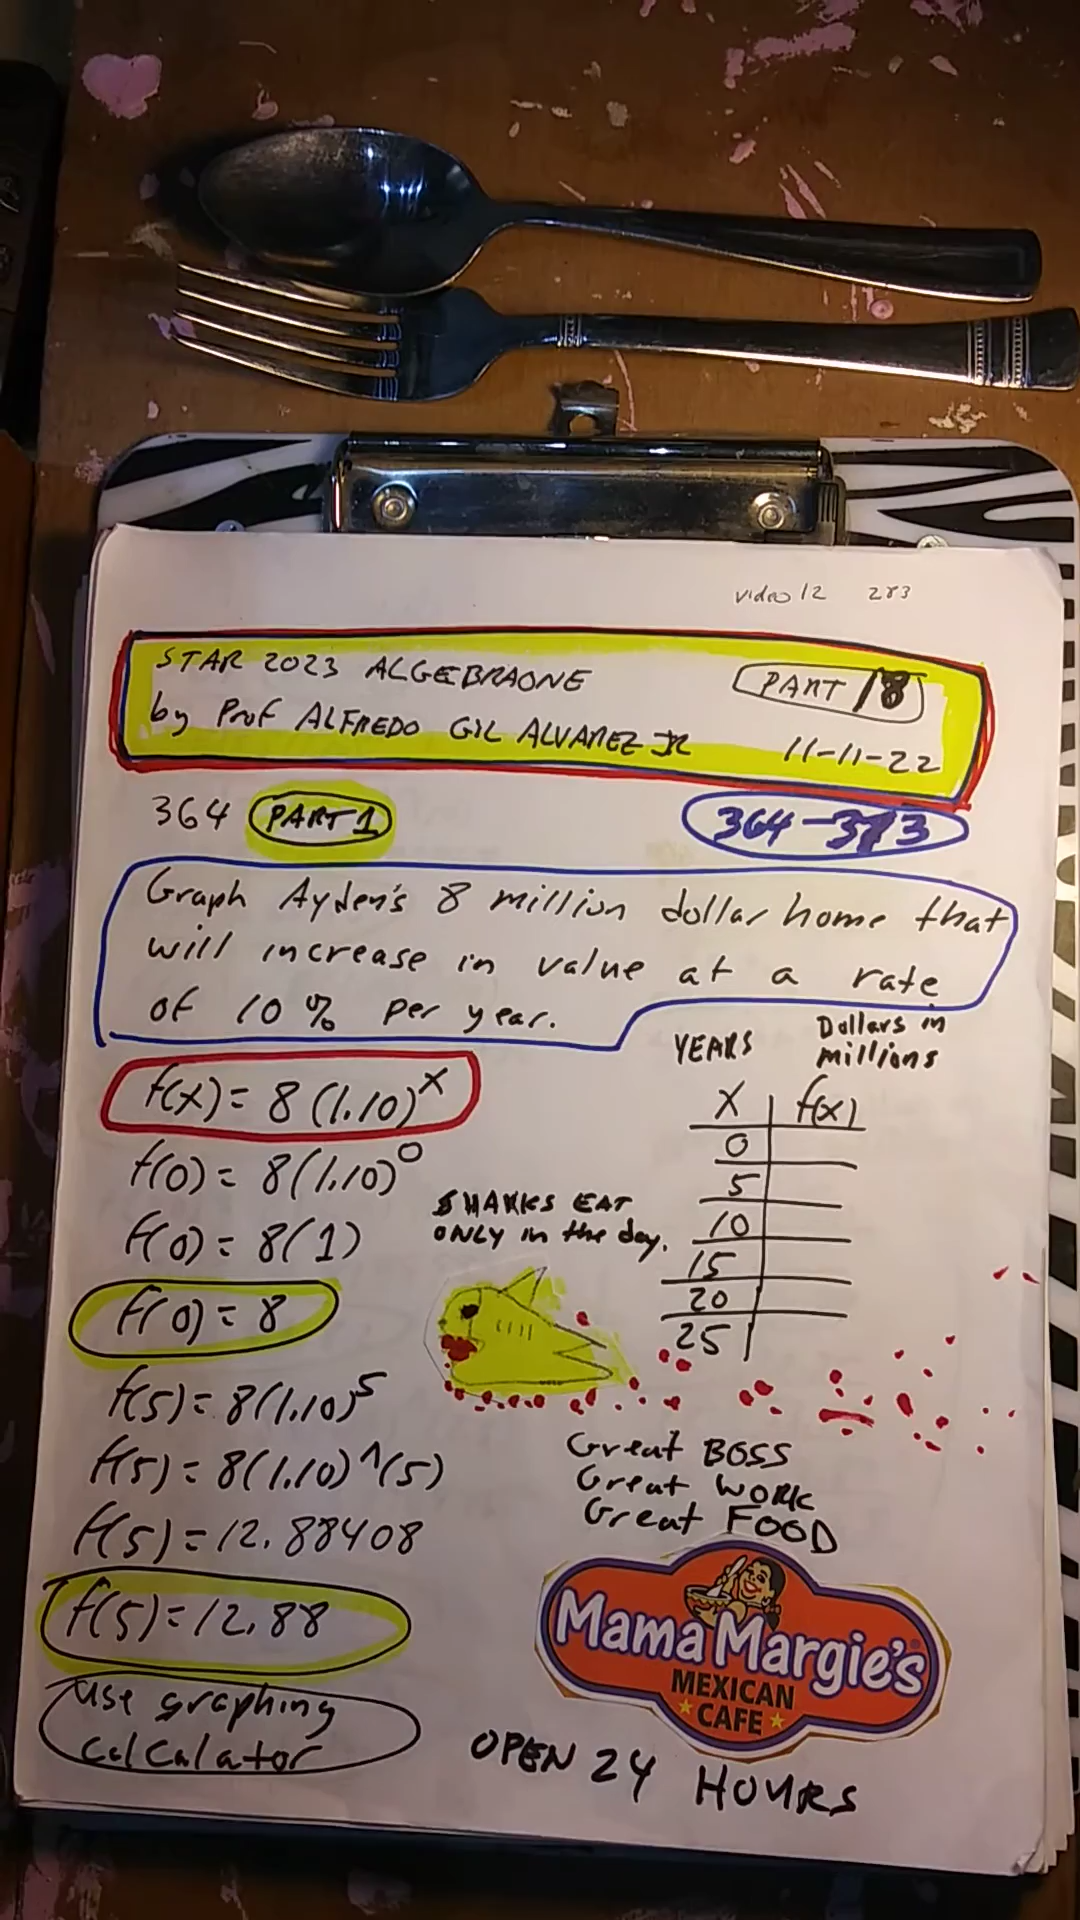 video 12 283
STAR 2023 ALGEBRAONE
by Prof ALFREDO GIL ALVAREZ JR
PART 18
11-11-22
364 PART 1
364-373
Graph Ayden's 8 million dollar home that
will increase in value at a rate
of 10% per year.
f(x) = 8(1.10)^x
f(0) = 8(1.10)^0
f(0) = 8(1)
f(0) = 8
f(5) = 8(1.10)^5
f(5) = 8(1.10)^(5)
f(5) = 12.88408
f(5) = 12.88
use graphing
calculator
YEARS
Dollars in
millions
X f(x)
0
5
10
15
20
25
SHARKS EAT
ONLY in the day.
Great BOSS
Great WORK
Great FOOD
Mama Margie's
MEXICAN
CAFE
OPEN 24 HOURS